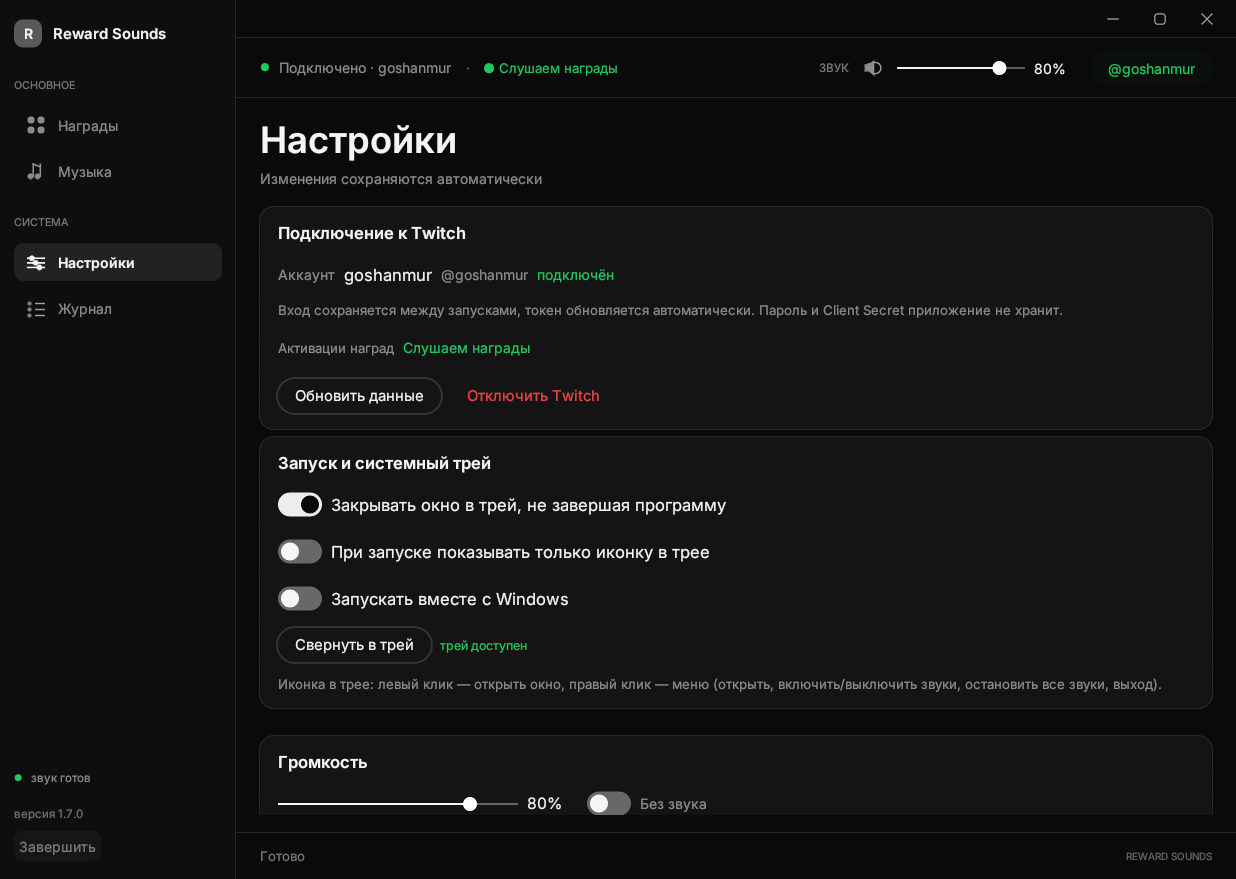 R Reward Sounds
ОСНОВНОЕ
Награды
Музыка
СИСТЕМА
Настройки
Журнал
звук готов
версия 1.7.0
Завершить
Подключено · goshanmur · Слушаем награды
ЗВУК 80% @goshanmur
Настройки
Изменения сохраняются автоматически
Подключение к Twitch
Аккаунт goshanmur @goshanmur подключён
Вход сохраняется между запусками, токен обновляется автоматически. Пароль и Client Secret приложение не хранит.
Активации наград Слушаем награды
Обновить данные Отключить Twitch
Запуск и системный трей
Закрывать окно в трей, не завершая программу
При запуске показывать только иконку в трее
Запускать вместе с Windows
Свернуть в трей трей доступен
Иконка в трее: левый клик — открыть окно, правый клик — меню (открыть, включить/выключить звуки, остановить все звуки, выход).
Громкость
80% Без звука
Готово
REWARD SOUNDS